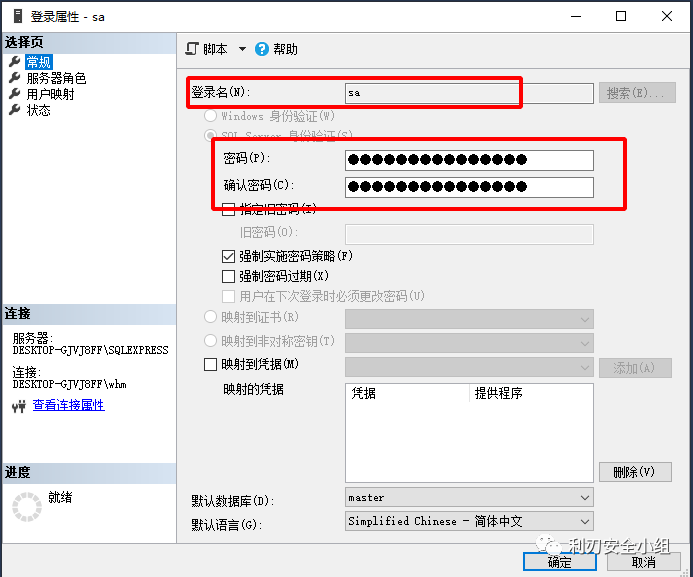 登录属性 - sa
选择页
常规
服务器角色
用户映射
状态
脚本 帮助
登录名(N): sa 搜索(E)...
Windows 身份验证(W)
SQL Server 身份验证(S)
密码(P): ●●●●●●●●●●●●●●●
确认密码(C): ●●●●●●●●●●●●●●●
指定旧密码(I)
旧密码(O):
强制实施密码策略(F)
强制密码过期(X)
用户在下次登录时必须更改密码(U)
映射到证书(R)
映射到非对称密钥(T)
映射到凭据(M) 添加(A)
映射的凭据 凭据 提供程序
删除(V)
默认数据库(D): master
默认语言(G): Simplified Chinese - 简体中文
连接
服务器:
DESKTOP-GJVJ8FF\SQLEXPRESS
连接:
DESKTOP-GJVJ8FF\whm
查看连接属性
进度
就绪
利刃安全小组
确定 取消